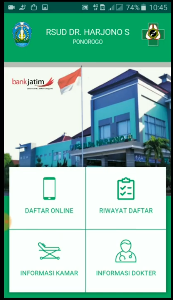 74% 10:45
RSUD DR. HARJONO S
PONOROGO
bankjatim
DAFTAR ONLINE
RIWAYAT DAFTAR
INFORMASI KAMAR
INFORMASI DOKTER